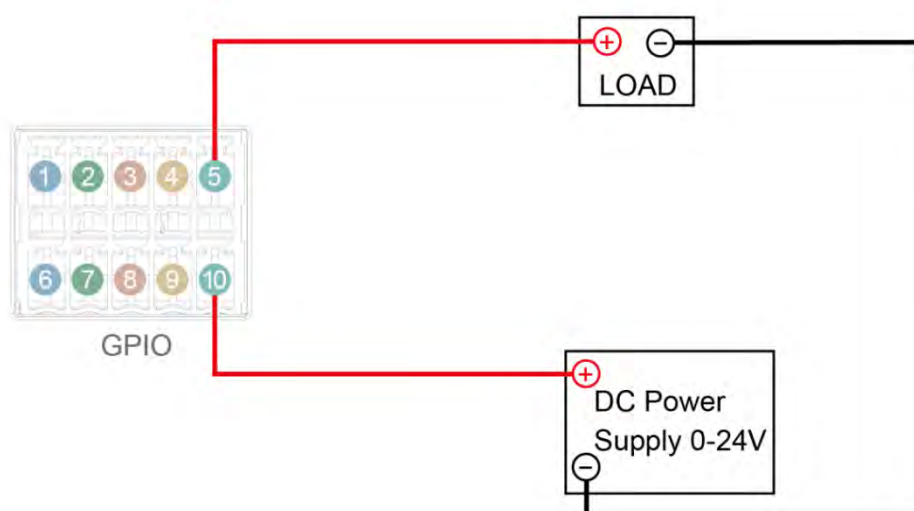 + −
LOAD
1 2 3 4 5
6 7 8 9 10
GPIO
+
DC Power
Supply 0-24V
−